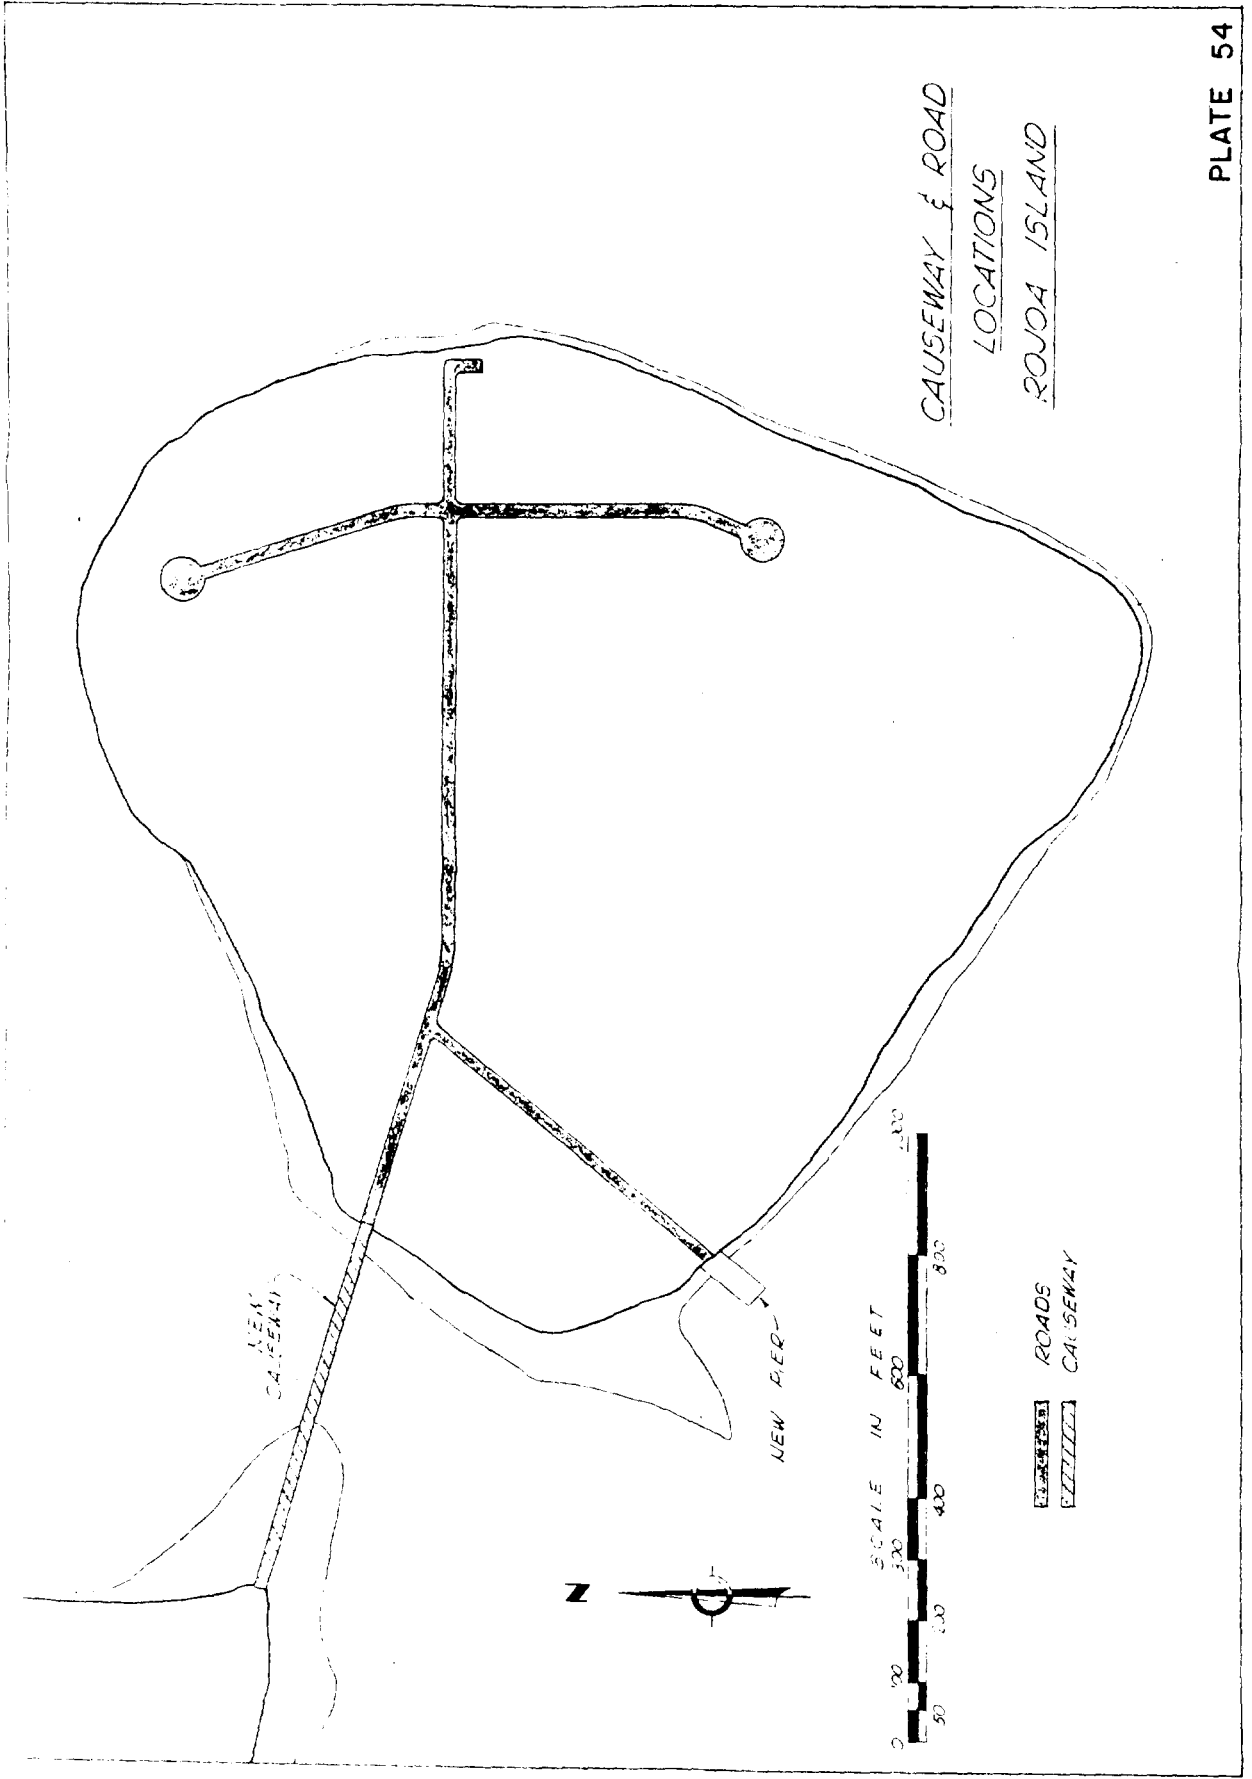 PLATE 54
CAUSEWAY & ROAD
LOCATIONS
ROJOA ISLAND
NEW
CAUSEWAY
NEW PIER
N
SCALE IN FEET
0 50 100 200 300 400 600 800 1000
ROADS
CAUSEWAY